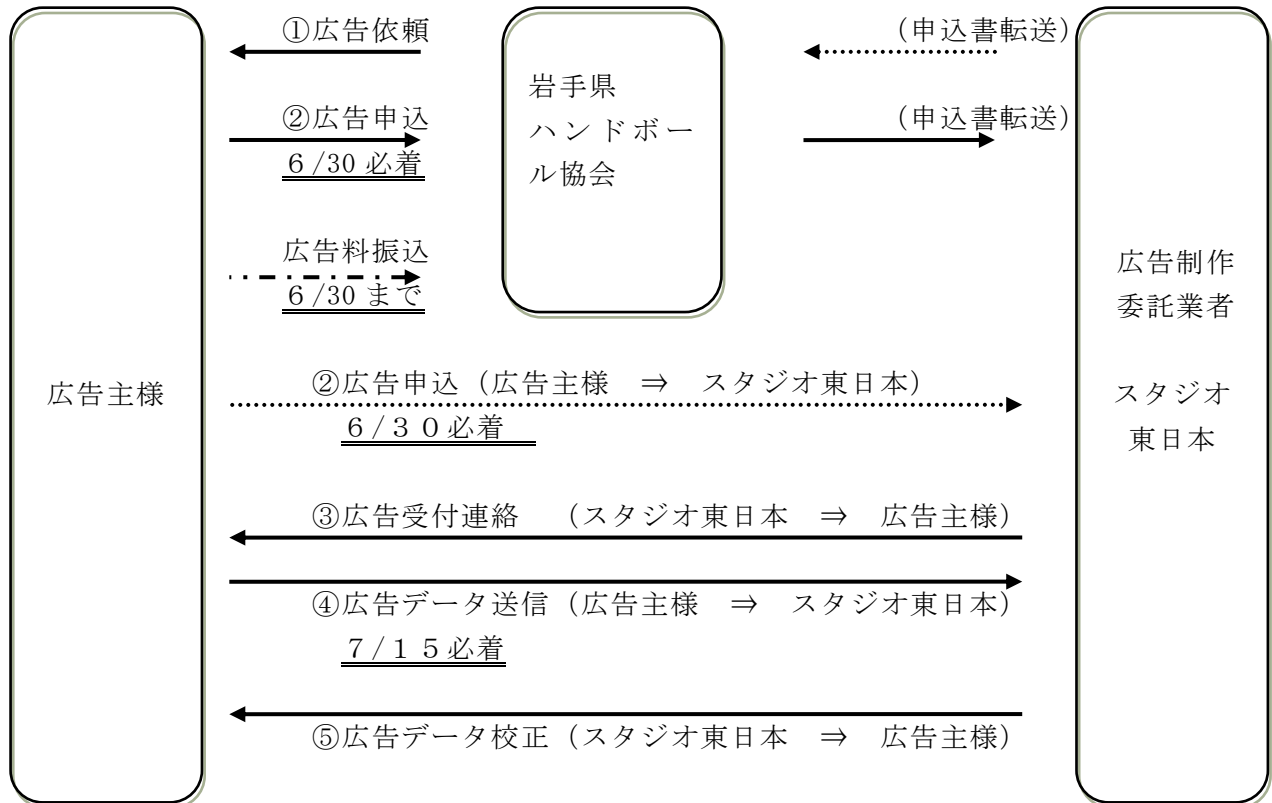 ①広告依頼
(申込書転送)
岩手県
ハンドボー
ル協会
②広告申込
6/30必着
(申込書転送)
広告料振込
6/30まで
広告制作
委託業者
スタジオ
東日本
広告主様
②広告申込（広告主様　⇒　スタジオ東日本）
６/３０必着
③広告受付連絡　（スタジオ東日本　⇒　広告主様）
④広告データ送信（広告主様　⇒　スタジオ東日本）
７/１５必着
⑤広告データ校正（スタジオ東日本　⇒　広告主様）